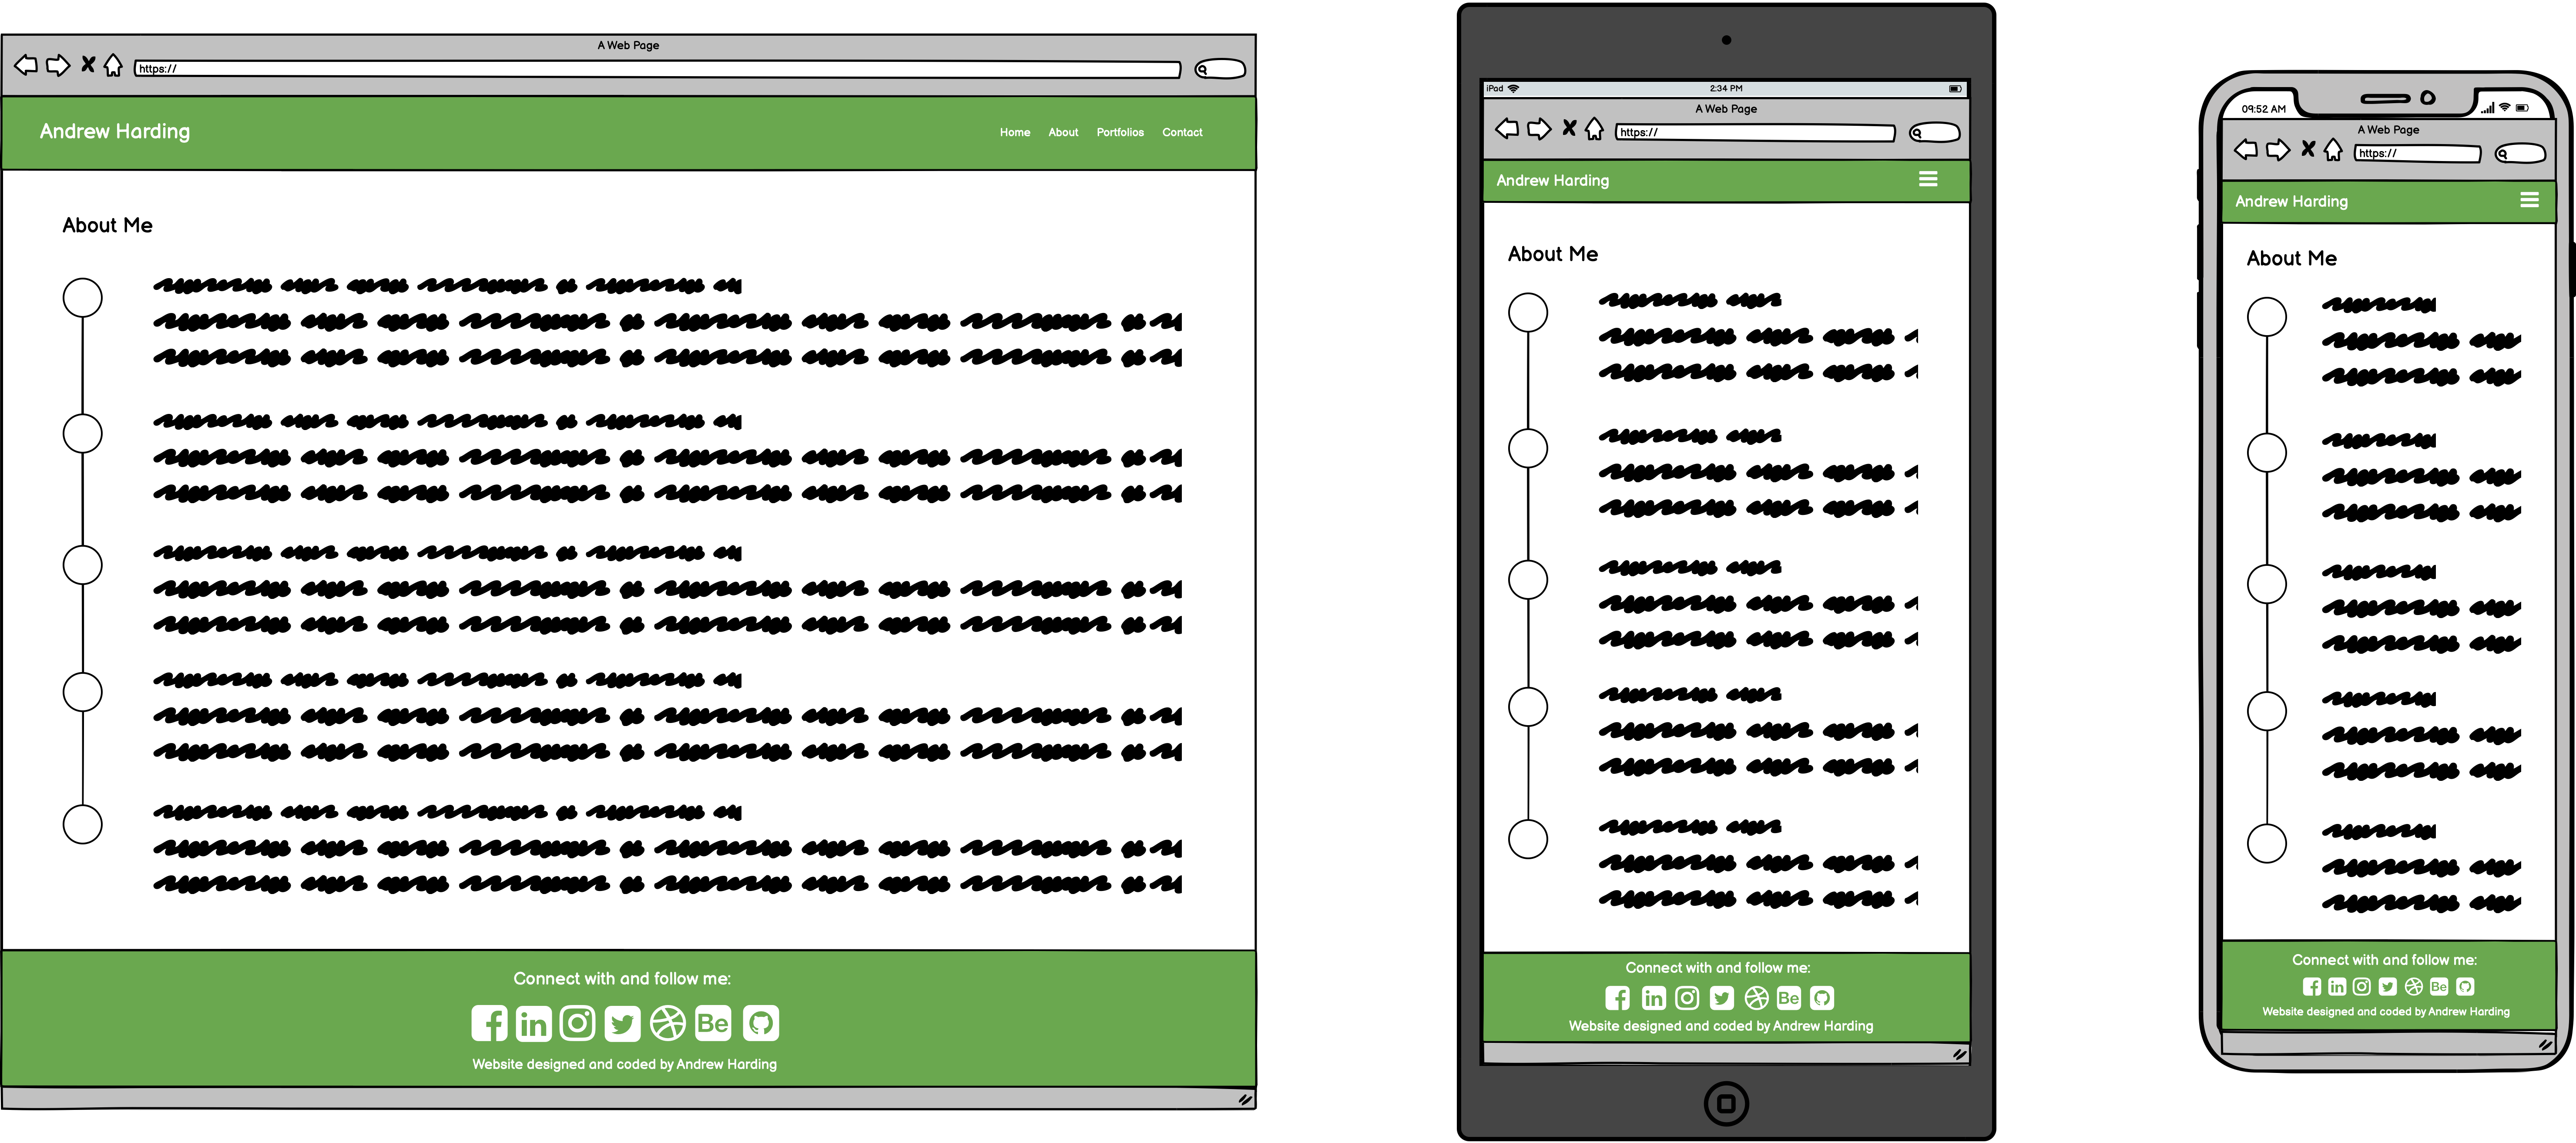 A Web Page
https://
Andrew Harding
Home About Portfolios Contact
About Me
Connect with and follow me:
in Be
Website designed and coded by Andrew Harding
iPad 2:34 PM
A Web Page
https://
Andrew Harding
About Me
Connect with and follow me:
in Be
Website designed and coded by Andrew Harding
09:52 AM
A Web Page
https://
Andrew Harding
About Me
Connect with and follow me:
in Be
Website designed and coded by Andrew Harding